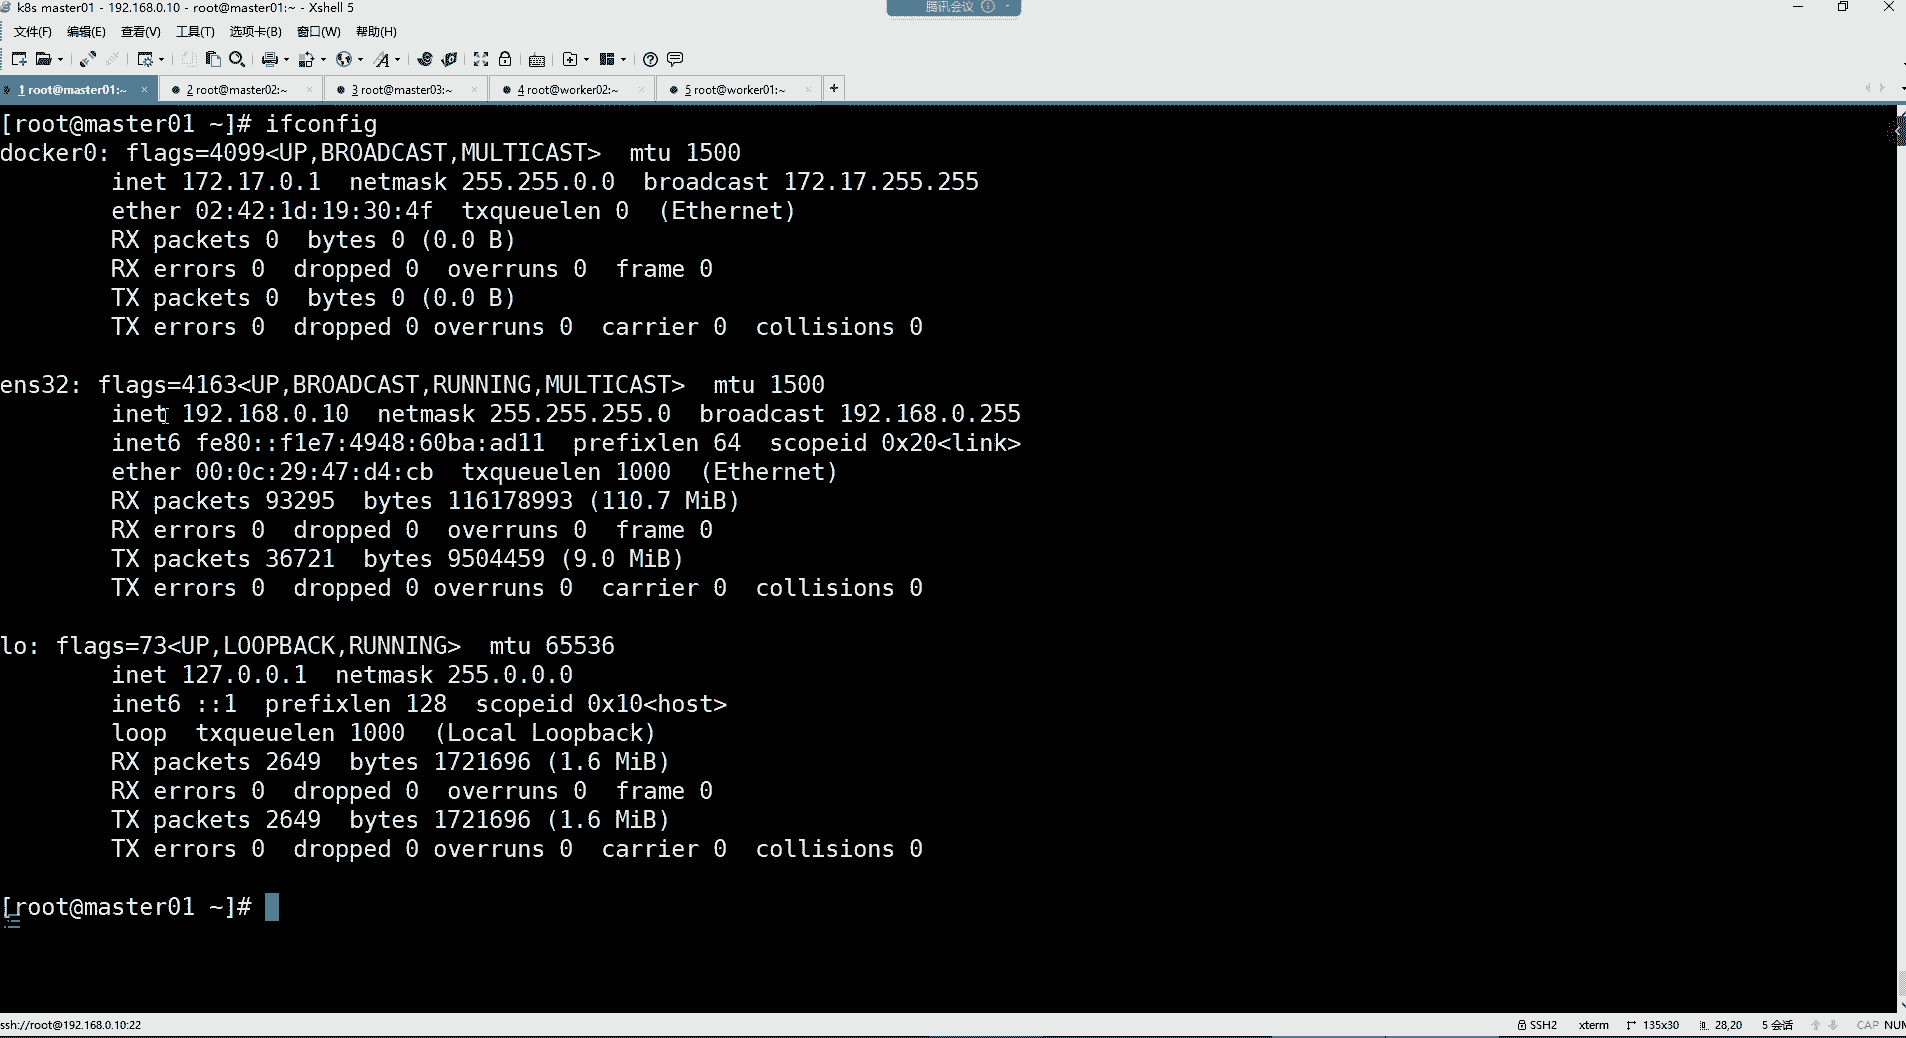 k8s master01 - 192.168.0.10 - root@master01:~ - Xshell 5
腾讯会议
文件(F) 编辑(E) 查看(V) 工具(T) 选项卡(B) 窗口(W) 帮助(H)
1 root@master01:~ × 2 root@master02:~ × 3 root@master03:~ × 4 root@worker02:~ × 5 root@worker01:~ × +
[root@master01 ~]# ifconfig
docker0: flags=4099<UP,BROADCAST,MULTICAST>  mtu 1500
        inet 172.17.0.1  netmask 255.255.0.0  broadcast 172.17.255.255
        ether 02:42:1d:19:30:4f  txqueuelen 0  (Ethernet)
        RX packets 0  bytes 0 (0.0 B)
        RX errors 0  dropped 0  overruns 0  frame 0
        TX packets 0  bytes 0 (0.0 B)
        TX errors 0  dropped 0 overruns 0  carrier 0  collisions 0
ens32: flags=4163<UP,BROADCAST,RUNNING,MULTICAST>  mtu 1500
        inet 192.168.0.10  netmask 255.255.255.0  broadcast 192.168.0.255
        inet6 fe80::f1e7:4948:60ba:ad11  prefixlen 64  scopeid 0x20<link>
        ether 00:0c:29:47:d4:cb  txqueuelen 1000  (Ethernet)
        RX packets 93295  bytes 116178993 (110.7 MiB)
        RX errors 0  dropped 0  overruns 0  frame 0
        TX packets 36721  bytes 9504459 (9.0 MiB)
        TX errors 0  dropped 0 overruns 0  carrier 0  collisions 0
lo: flags=73<UP,LOOPBACK,RUNNING>  mtu 65536
        inet 127.0.0.1  netmask 255.0.0.0
        inet6 ::1  prefixlen 128  scopeid 0x10<host>
        loop  txqueuelen 1000  (Local Loopback)
        RX packets 2649  bytes 1721696 (1.6 MiB)
        RX errors 0  dropped 0  overruns 0  frame 0
        TX packets 2649  bytes 1721696 (1.6 MiB)
        TX errors 0  dropped 0 overruns 0  carrier 0  collisions 0
[root@master01 ~]#
ssh://root@192.168.0.10:22 SSH2 xterm 135x30 28,20 5 会话 CAP NUM